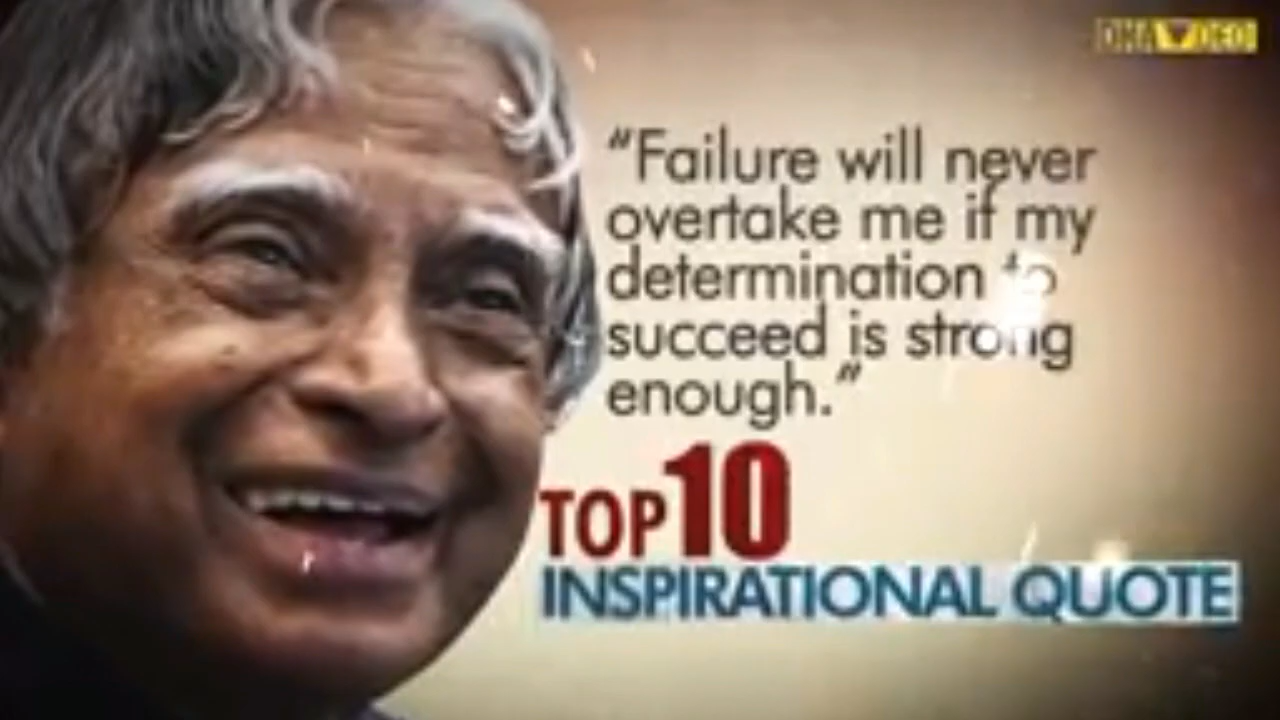 “Failure will never
overtake me if my
determination to
succeed is strong
enough.”
TOP 10
INSPIRATIONAL QUOTE